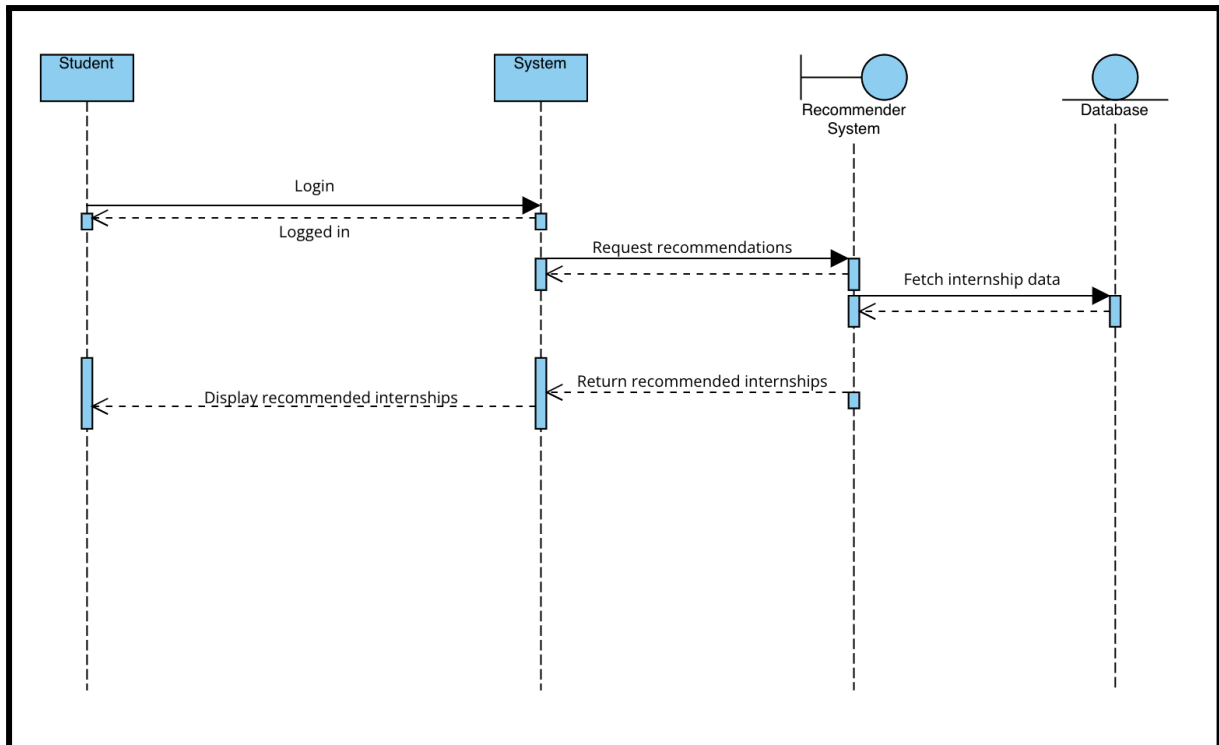 Student
System
Recommender
System
Database
Login
Logged in
Request recommendations
Fetch internship data
Return recommended internships
Display recommended internships